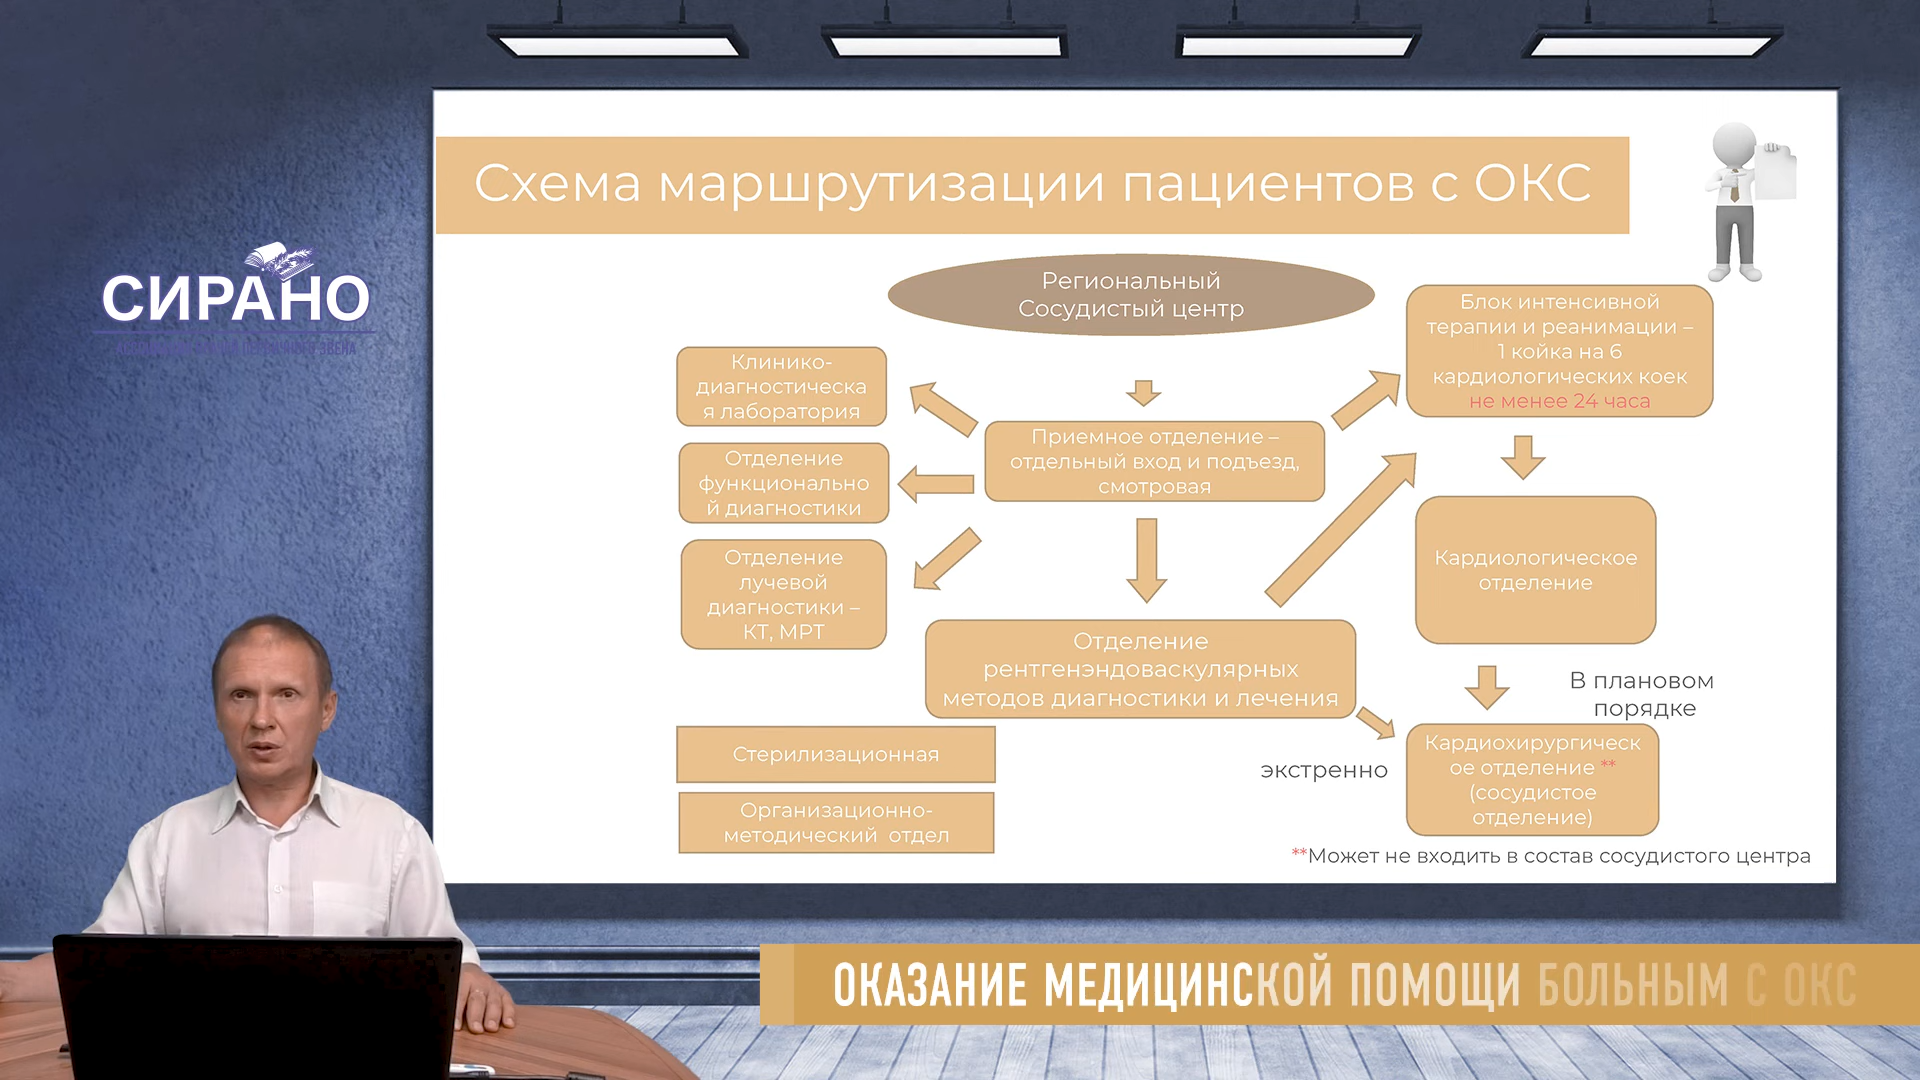 Схема маршрутизации пациентов с ОКС
СИРАНО
Региональный
Сосудистый центр
Блок интенсивной
терапии и реанимации –
1 койка на 6
кардиологических коек
не менее 24 часа
Клинико-
диагностическа
я лаборатория
Приемное отделение –
отдельный вход и подъезд,
смотровая
Отделение
функционально
й диагностики
Отделение
лучевой
диагностики –
КТ, МРТ
Кардиологическое
отделение
Отделение
рентгенэндоваскулярных
методов диагностики и лечения
В плановом
порядке
Стерилизационная
экстренно
Кардиохирургическ
ое отделение **
(сосудистое
отделение)
Организационно-
методический отдел
**Может не входить в состав сосудистого центра
ОКАЗАНИЕ МЕДИЦИНСКОЙ ПОМОЩИ БОЛЬНЫМ С ОКС